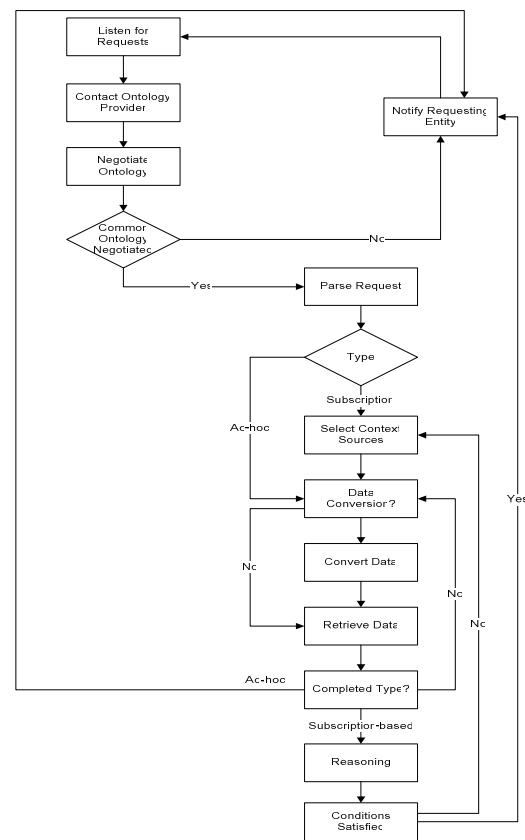 Listen for
Requests
Contact Ontology
Provider
Notify Requesting
Entity
Negotiate
Ontology
Common
Ontology
Negotiated
No
Yes
Parse Request
Type
Subscription
Ad-hoc
Select Context
Sources
Data
Conversion?
Yes
No
Convert Data
No
No
Retrieve Data
Ad-hoc
Completed Type?
Subscription-based
Reasoning
Conditions
Satisfied